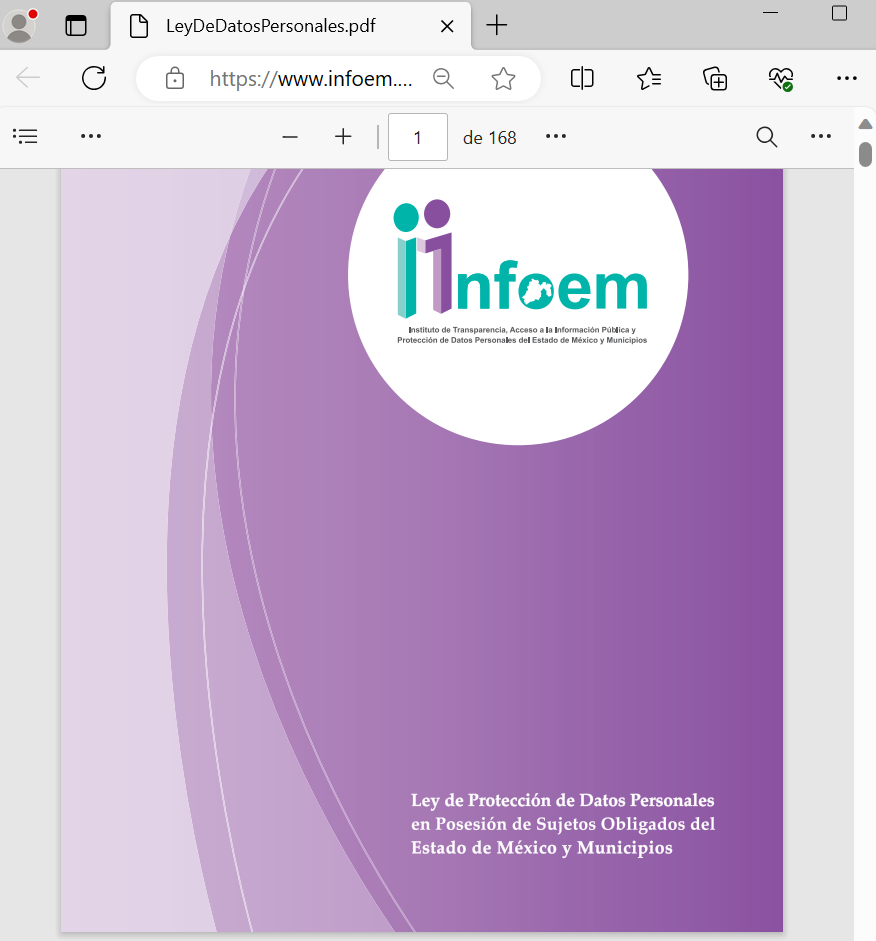 LeyDeDatosPersonales.pdf
https://www.infoem....
1 de 168
infoem
Instituto de Transparencia, Acceso a la Información Pública y
Protección de Datos Personales del Estado de México y Municipios
Ley de Protección de Datos Personales
en Posesión de Sujetos Obligados del
Estado de México y Municipios